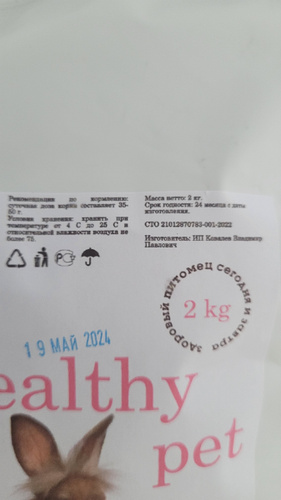 Рекомендации по кормлению:
суточная доза корма составляет 35-
50 г.
Условия хранения: хранить при
температуре от 4 С до 25 С и
относительной влажности воздуха не
более 75.
Масса нетто: 2 кг.
Срок годности: 24 месяца с даты
изготовления.
СТО 21013970783-001-2022
Изготовитель: ИП Ковалев Владимир
Павлович
РСТ
здоровый питомец сегодня и завтра
2 kg
19 МАЙ 2024
ealthy
pet